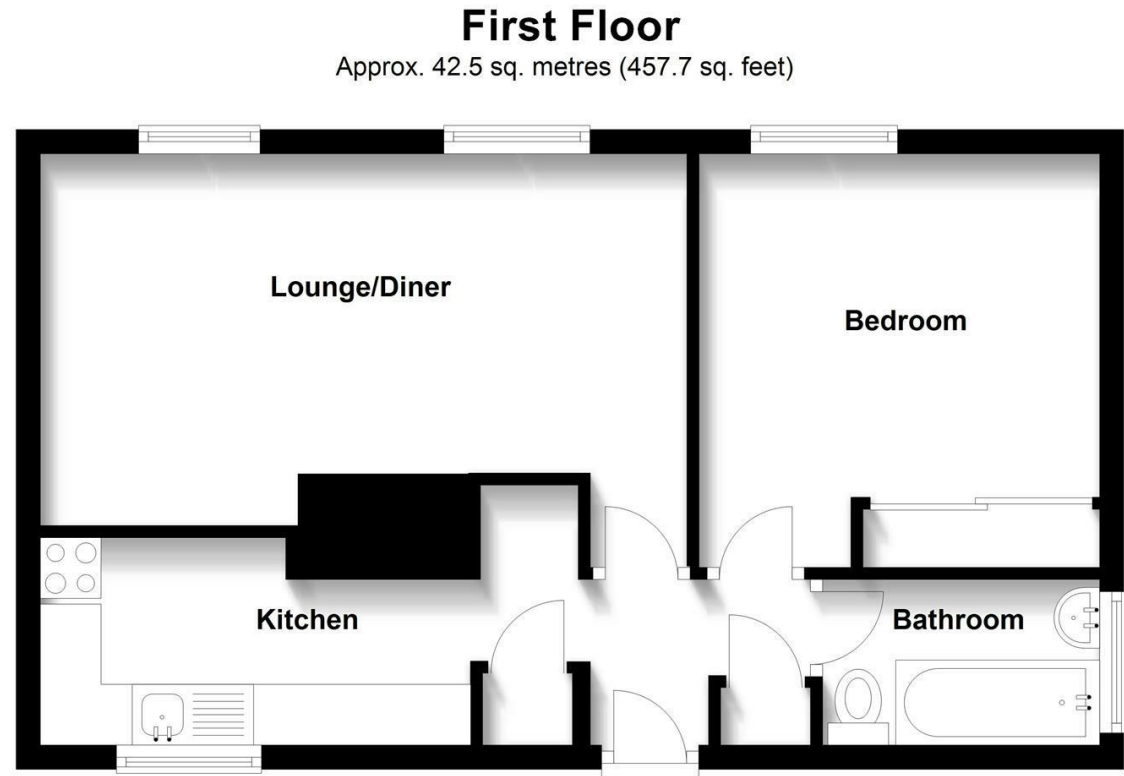 First Floor
Approx. 42.5 sq. metres (457.7 sq. feet)
Lounge/Diner
Bedroom
Kitchen
Bathroom